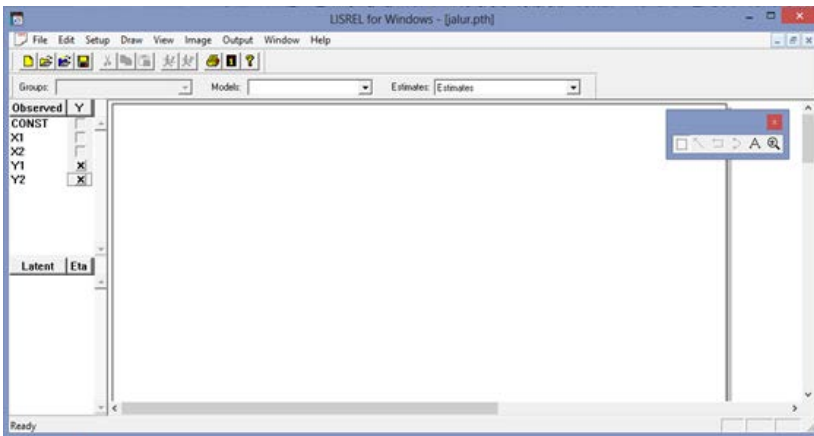 LISREL for Windows - [jalur.pth]
File Edit Setup Draw View Image Output Window Help
Groups: Models: Estimates: Estimates
Observed Y
CONST
X1
X2
Y1
Y2
Latent Eta
A
Ready